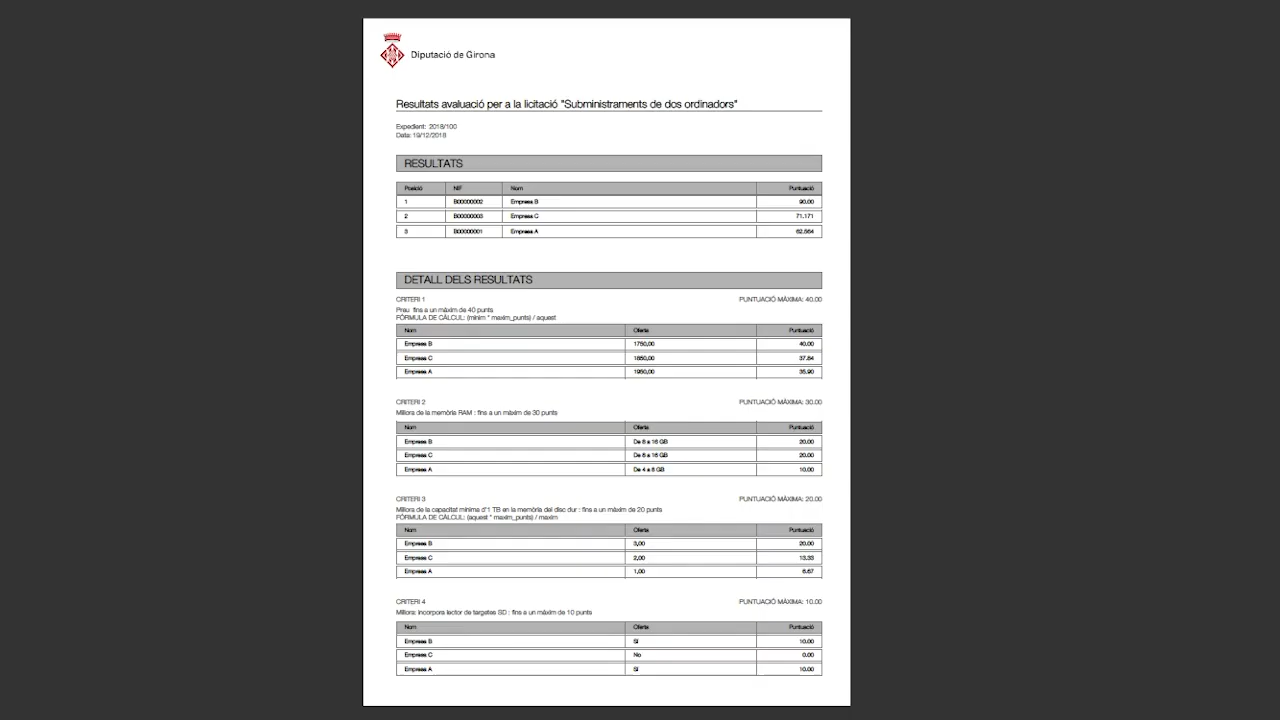 Diputació de Girona
Resultats avaluació per a la licitació "Subministraments de dos ordinadors"
Expedient: 2018/100
Data: 19/12/2018
RESULTATS
Posició NIF Nom Puntuació
1 B00000002 Empresa B 90.00
2 B00000003 Empresa C 71.171
3 B00000001 Empresa A 62.564
DETALL DELS RESULTATS
CRITERI 1 PUNTUACIÓ MÀXIMA: 40.00
Preu fins a un màxim de 40 punts
FÓRMULA DE CÀLCUL: (mínim * maxim_punts) / aquest
Nom Oferta Puntuació
Empresa B 1750,00 40.00
Empresa C 1850,00 37.84
Empresa A 1950,00 35.90
CRITERI 2 PUNTUACIÓ MÀXIMA: 30.00
Millora de la memòria RAM : fins a un màxim de 30 punts
Nom Oferta Puntuació
Empresa B De 8 a 16 GB 20.00
Empresa C De 8 a 16 GB 20.00
Empresa A De 4 a 8 GB 10.00
CRITERI 3 PUNTUACIÓ MÀXIMA: 20.00
Millora de la capacitat mínima d'1 TB en la memòria del disc dur : fins a un màxim de 20 punts
FÓRMULA DE CÀLCUL: (aquest * maxim_punts) / maxim
Nom Oferta Puntuació
Empresa B 3,00 20.00
Empresa C 2,00 13.33
Empresa A 1,00 6.67
CRITERI 4 PUNTUACIÓ MÀXIMA: 10.00
Millora: incorpora lector de targetes SD : fins a un màxim de 10 punts
Nom Oferta Puntuació
Empresa B Sí 10.00
Empresa C No 0.00
Empresa A Sí 10.00